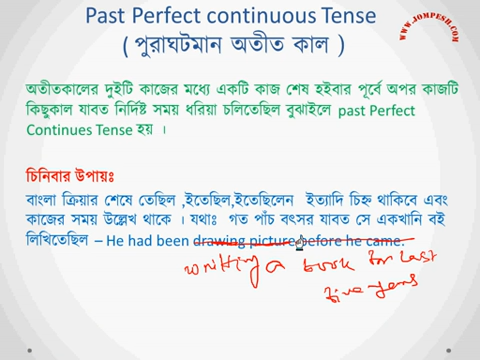 Past Perfect continuous Tense
( পুরাঘটমান অতীত কাল )
WWW.JOMPESH.COM
অতীতকালের দুইটি কাজের মধ্যে একটি কাজ শেষ হইবার পূর্বে অপর কাজটি
কিছুকাল যাবত নির্দিষ্ট সময় ধরিয়া চলিতেছিল বুঝাইলে past Perfect
Continues Tense হয় ।
চিনিবার উপায়ঃ
বাংলা ক্রিয়ার শেষে তেছিল ,ইতেছিল,ইতেছিলেন ইত্যাদি চিহ্ন থাকিবে এবং
কাজের সময় উল্লেখ থাকে । যথাঃ গত পাঁচ বৎসর যাবত সে একখানি বই
লিখিতেছিল – He had been drawing picture before he came.
writting a book for last
five years